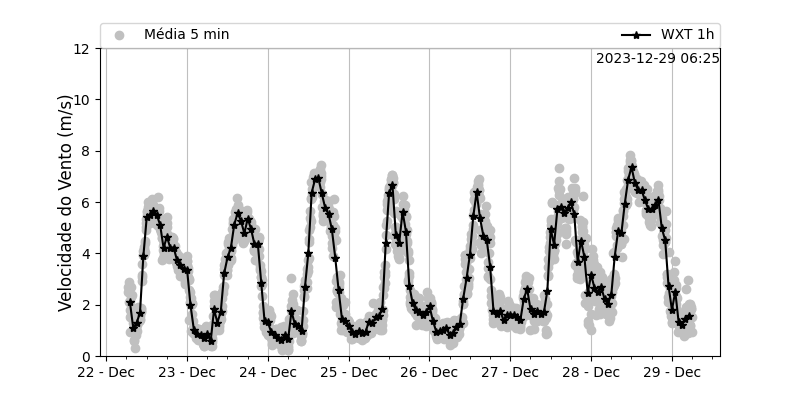 Média 5 min
WXT 1h
2023-12-29 06:25
Velocidade do Vento (m/s)
12
10
8
6
4
2
0
22 - Dec 23 - Dec 24 - Dec 25 - Dec 26 - Dec 27 - Dec 28 - Dec 29 - Dec